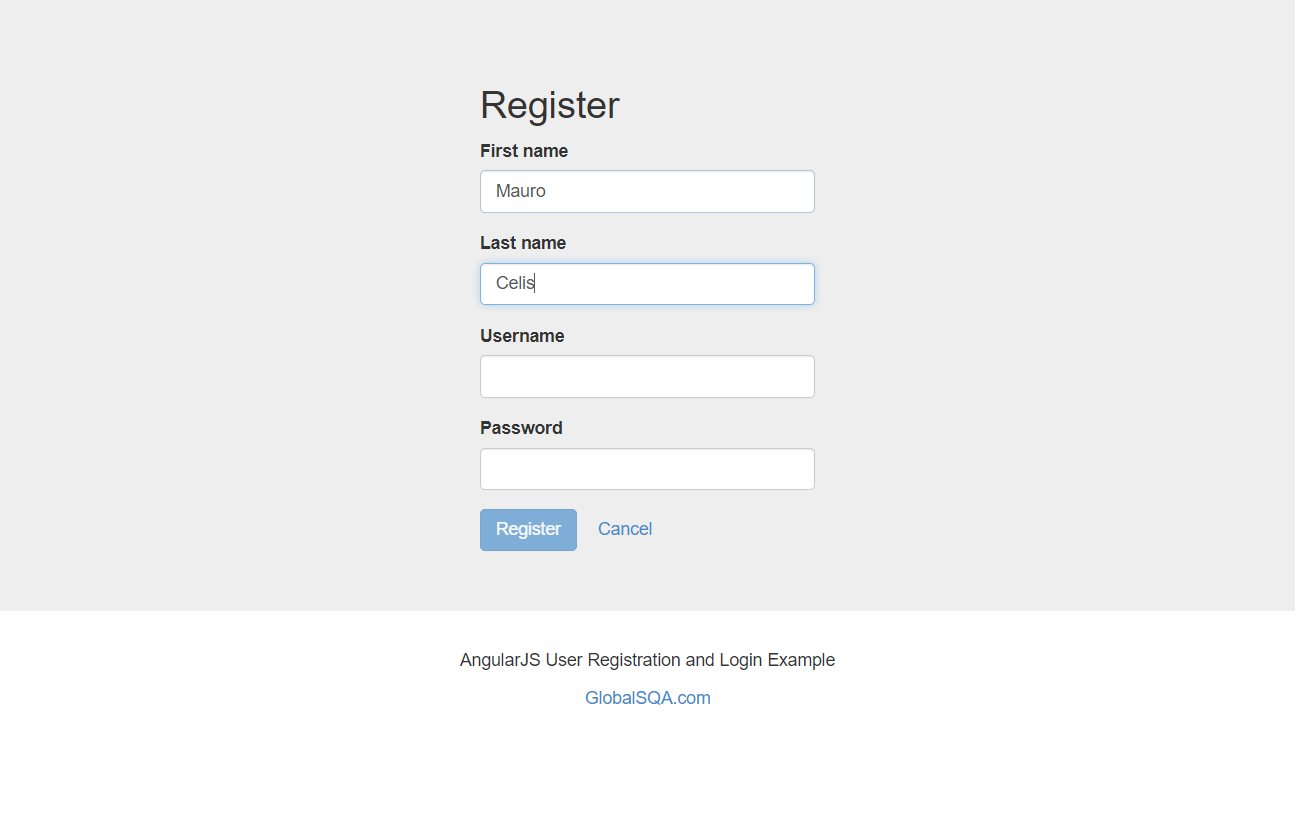 Register
First name
Mauro
Last name
Celis
Username
Password
Register Cancel
AngularJS User Registration and Login Example
GlobalSQA.com